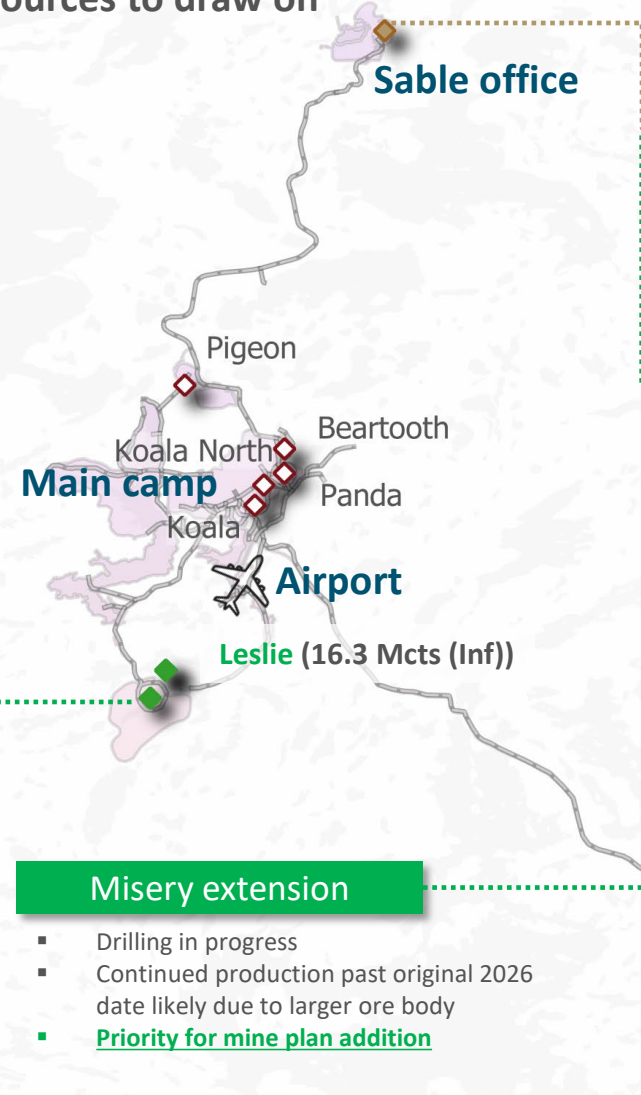 ources to draw on
Sable office
Pigeon
Beartooth
Koala North
Main camp
Panda
Koala
Airport
Leslie (16.3 Mcts (Inf))
Misery extension
▪ Drilling in progress
▪ Continued production past original 2026
date likely due to larger ore body
▪ Priority for mine plan addition